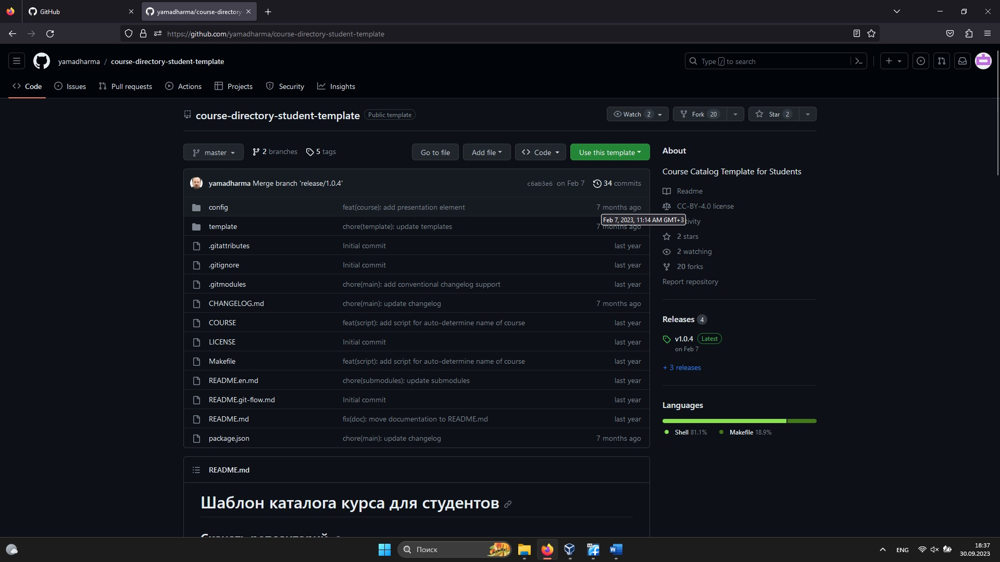 GitHub
yamadharma/course-directory-
https://github.com/yamadharma/course-directory-student-template
yamadharma / course-directory-student-template
Type / to search
Code Issues Pull requests Actions Projects Security Insights
course-directory-student-template Public template
Watch 2 Fork 20 Star 2
master 2 branches 5 tags Go to file Add file Code Use this template
About
Course Catalog Template for Students
yamadharma Merge branch 'release/1.0.4' c6ab3e6 on Feb 7 34 commits
Readme
config feat(course): add presentation element 7 months ago
CC-BY-4.0 license
Feb 7, 2023, 11:14 AM GMT+3
tivity
template chore(template): update templates 7 months ago
.gitattributes Initial commit last year
2 stars
2 watching
.gitignore Initial commit last year
20 forks
.gitmodules chore(main): add conventional changelog support last year
Report repository
CHANGELOG.md chore(main): update changelog 7 months ago
COURSE feat(script): add script for auto-determine name of course last year
Releases 4
LICENSE Initial commit last year
v1.0.4 Latest
on Feb 7
Makefile feat(script): add script for auto-determine name of course last year
+ 3 releases
README.en.md chore(submodules): update submodules last year
README.git-flow.md Initial commit last year
Languages
README.md fix(doc): move documentation to README.md last year
Shell 81.1% Makefile 18.9%
package.json chore(main): update changelog 7 months ago
README.md
Шаблон каталога курса для студентов
Поиск
64
ENG
18:37
30.09.2023